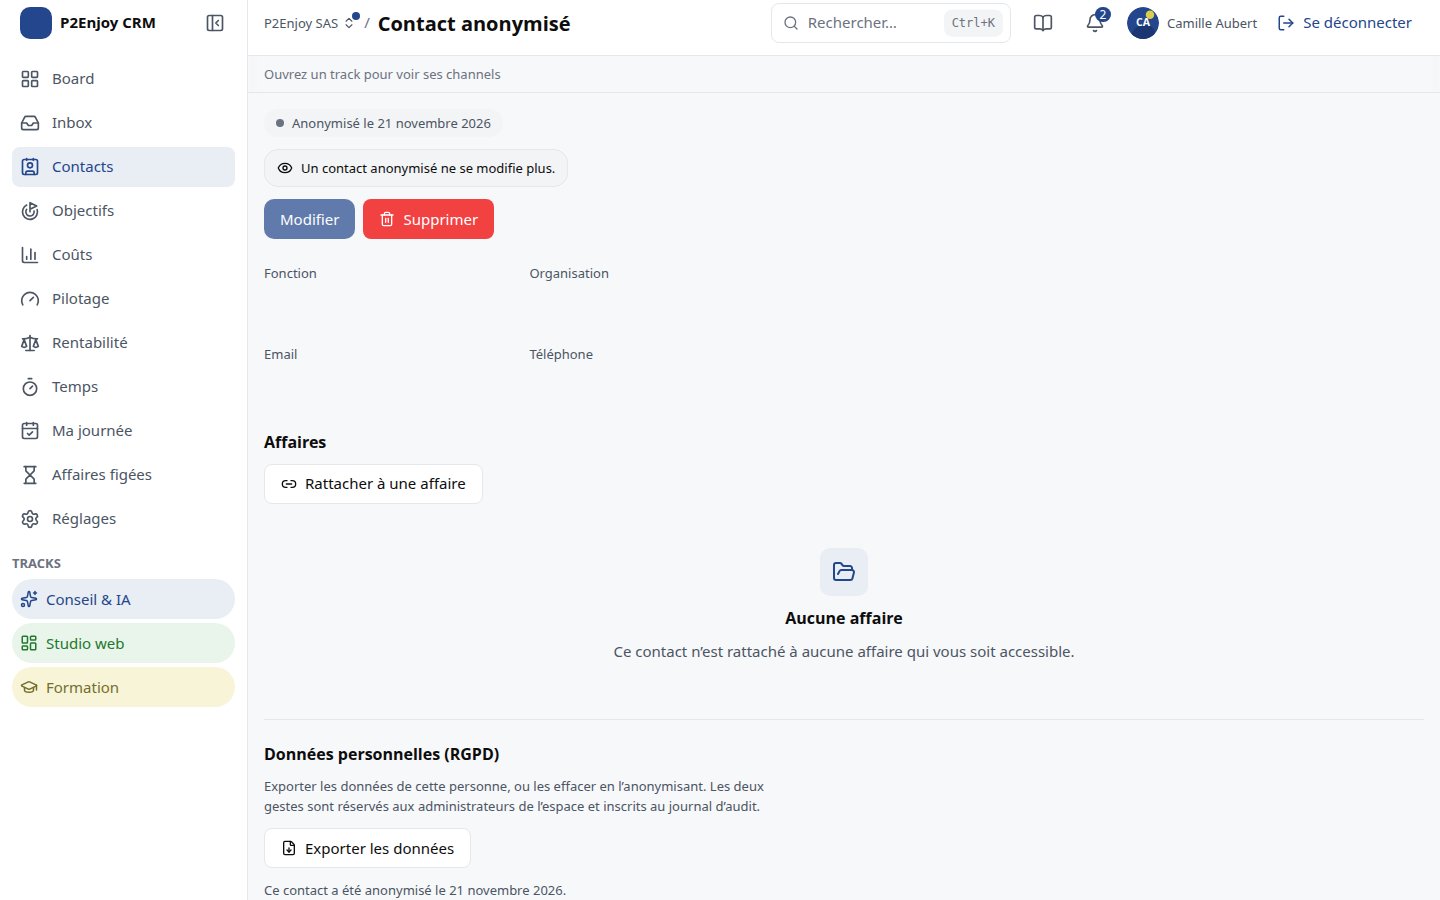 P2Enjoy CRM
P2Enjoy SAS / Contact anonymisé
Rechercher...
Ctrl+K
2
CA
Camille Aubert
Se déconnecter
Board
Inbox
Contacts
Objectifs
Coûts
Pilotage
Rentabilité
Temps
Ma journée
Affaires figées
Réglages
TRACKS
Conseil & IA
Studio web
Formation
Ouvrez un track pour voir ses channels
Anonymisé le 21 novembre 2026
Un contact anonymisé ne se modifie plus.
Modifier
Supprimer
Fonction
Organisation
Email
Téléphone
Affaires
Rattacher à une affaire
Aucune affaire
Ce contact n’est rattaché à aucune affaire qui vous soit accessible.
Données personnelles (RGPD)
Exporter les données de cette personne, ou les effacer en l’anonymisant. Les deux
gestes sont réservés aux administrateurs de l’espace et inscrits au journal d’audit.
Exporter les données
Ce contact a été anonymisé le 21 novembre 2026.